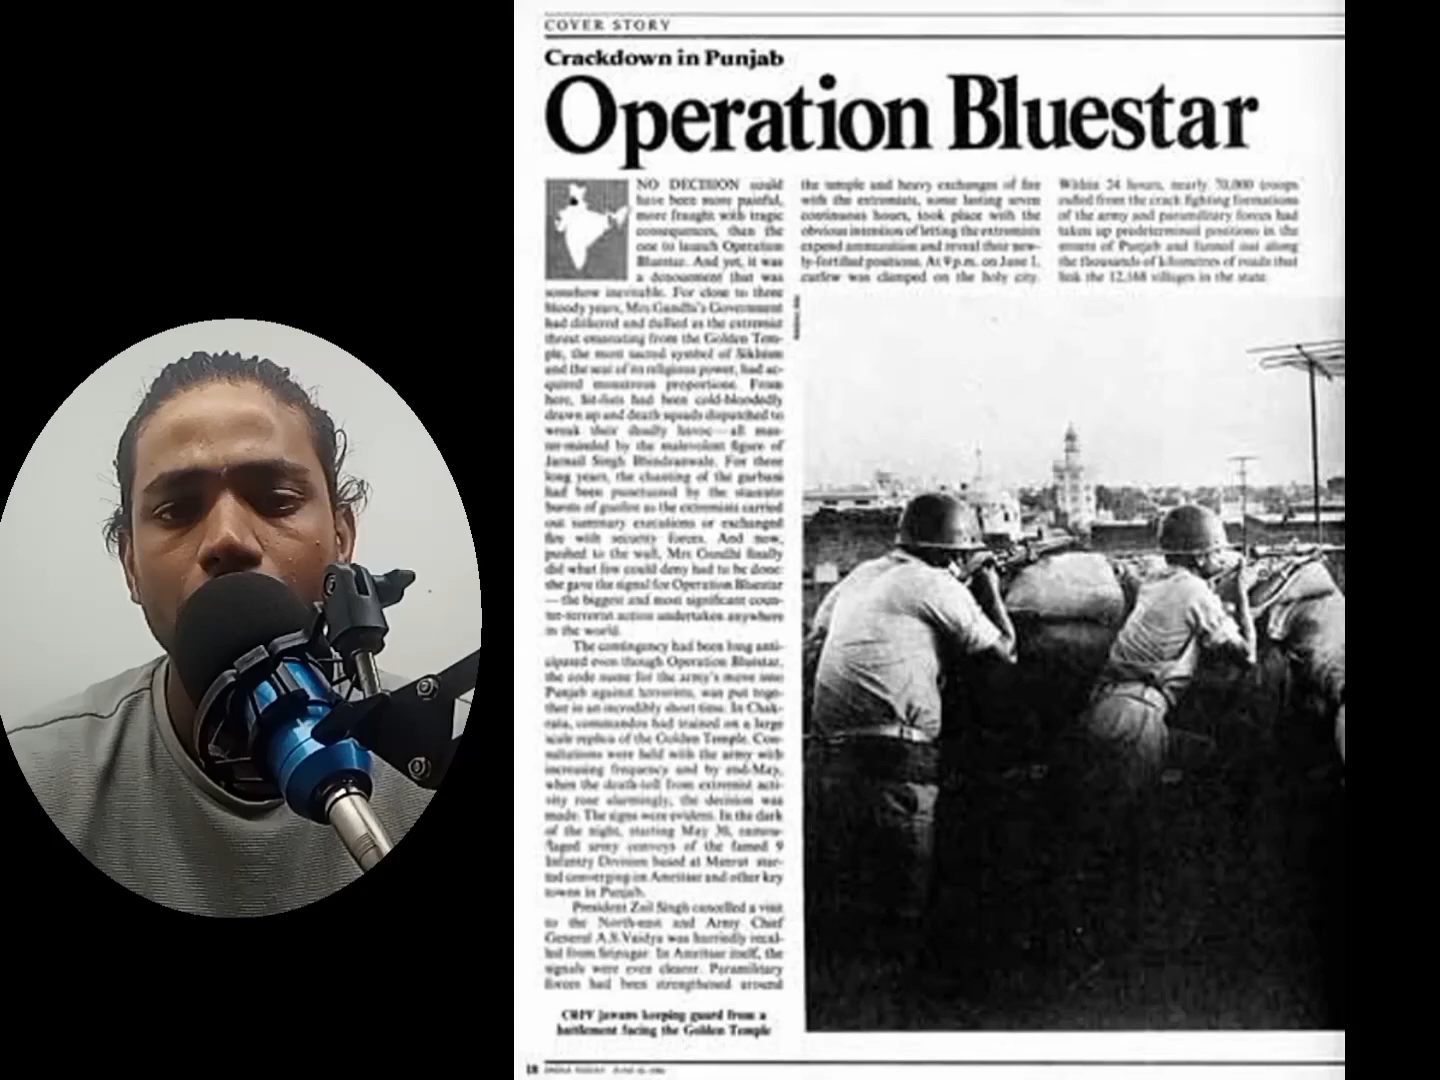 COVER STORY
Crackdown in Punjab
Operation Bluestar
NO DECISION could
have been more painful,
more fraught with tragic
consequences, than the
one to launch Operation
Bluestar. And yet, it was
a denouement that was
somehow inevitable. For close to three
bloody years, Mrs Gandhi's Government
had dithered and dallied as the extremist
threat emanating from the Golden Tem-
ple, the most sacred symbol of Sikhism
and the seat of its religious power, had ac-
quired monstrous proportions. From
here, hit-lists had been cold-bloodedly
drawn up and death squads dispatched to
wreak their deadly havoc—all mas-
ter-minded by the malevolent figure of
Jarnail Singh Bhindranwale. For three
long years, the chanting of the gurbani
had been punctuated by the staccato
bursts of gunfire as the extremists carried
out summary executions or exchanged
fire with security forces. And now,
pushed to the wall, Mrs Gandhi finally
did what few could deny had to be done:
she gave the signal for Operation Bluestar
—the biggest and most significant coun-
ter-terrorist action undertaken anywhere
in the world.
The contingency had been long anti-
cipated even though Operation Bluestar,
the code name for the army's move into
Punjab against terrorists, was put toge-
ther in an incredibly short time. In Chak-
rata, commandos had trained on a large
scale replica of the Golden Temple. Con-
sultations were held with the army with
increasing frequency and by end-May,
when the death-toll from extremist acti-
vity rose alarmingly, the decision was
made. The signs were evident. In the dark
of the night, starting May 30, camou-
flaged army convoys of the famed 9
Infantry Division based at Meerut star-
ted converging on Amritsar and other key
towns in Punjab.
President Zail Singh cancelled a visit
to the North-east and Army Chief
General A.S. Vaidya was hurriedly recal-
led from Srinagar. In Amritsar itself, the
signals were even clearer. Paramilitary
forces had been strengthened around
the temple and heavy exchanges of fire
with the extremists, some lasting seven
continuous hours, took place with the
obvious intention of letting the extremists
expend ammunition and reveal their new-
ly-fortified positions. At 9 p.m. on June 1,
curfew was clamped on the holy city.
Within 24 hours, nearly 70,000 troops
culled from the crack fighting formations
of the army and paramilitary forces had
taken up predetermined positions in the
streets of Punjab and fanned out along
the thousands of kilometres of roads that
link the 12,168 villages in the state.
CRPF jawans keeping guard from a
battlement facing the Golden Temple
18 INDIA TODAY